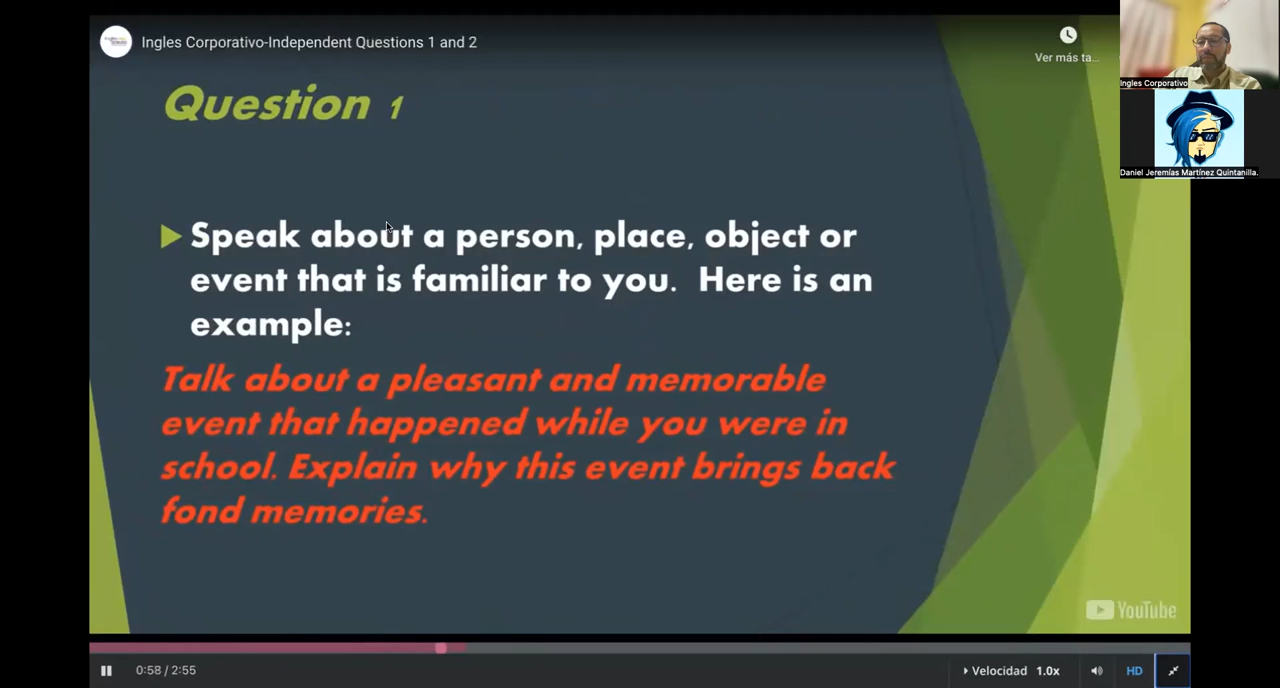 Ingles Corporativo-Independent Questions 1 and 2
Ver más ta...
Question 1
Speak about a person, place, object or
event that is familiar to you. Here is an
example:
Talk about a pleasant and memorable
event that happened while you were in
school. Explain why this event brings back
fond memories.
YouTube
0:58 / 2:55
Velocidad 1.0x
HD
Ingles Corporativo
Daniel Jeremías Martínez Quintanilla.